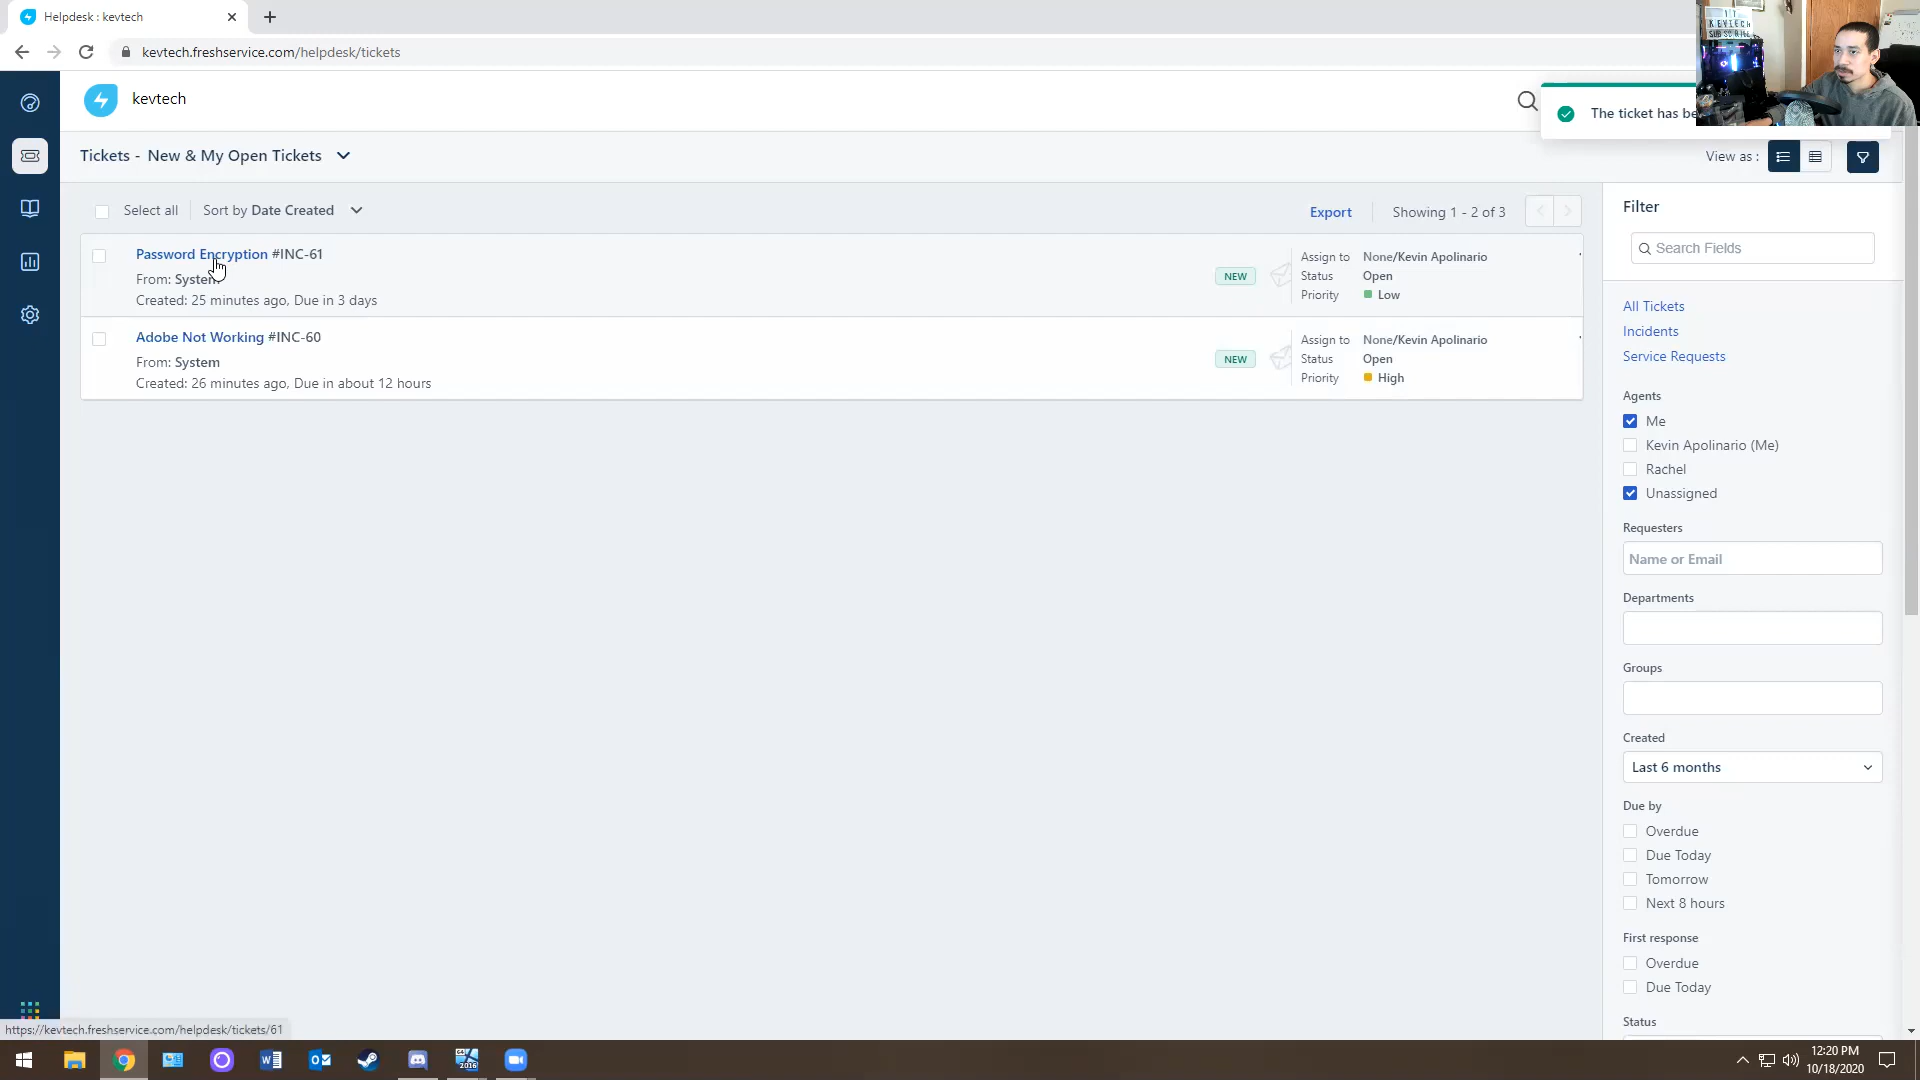 Helpdesk : kevtech
kevtech.freshservice.com/helpdesk/tickets
IT
KEVTECH
SUBSCRIBE
kevtech
The ticket has be
Tickets - New & My Open Tickets
View as :
Select all
Sort by Date Created
Export
Showing 1 - 2 of 3
Password Encryption #INC-61
From: System
Created: 25 minutes ago, Due in 3 days
NEW
Assign to None/Kevin Apolinario
Status Open
Priority Low
Adobe Not Working #INC-60
From: System
Created: 26 minutes ago, Due in about 12 hours
NEW
Assign to None/Kevin Apolinario
Status Open
Priority High
Filter
Search Fields
All Tickets
Incidents
Service Requests
Agents
Me
Kevin Apolinario (Me)
Rachel
Unassigned
Requesters
Name or Email
Departments
Groups
Created
Last 6 months
Due by
Overdue
Due Today
Tomorrow
Next 8 hours
First response
Overdue
Due Today
Status
https://kevtech.freshservice.com/helpdesk/tickets/61
2016
12:20 PM
10/18/2020